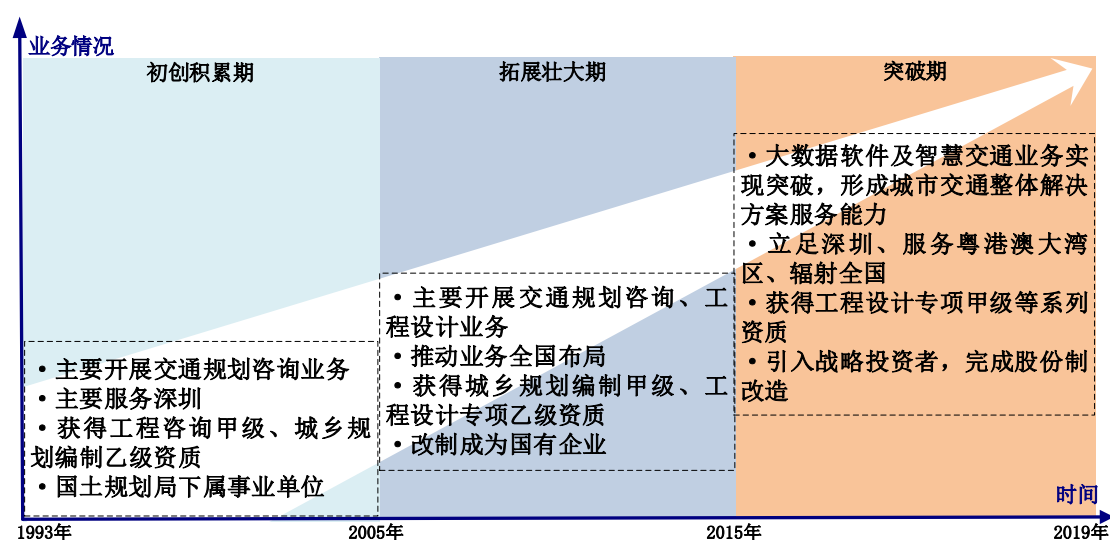 业务情况
初创积累期
拓展壮大期
突破期
•大数据软件及智慧交通业务实
现突破，形成城市交通整体解决
方案服务能力
•立足深圳、服务粤港澳大湾
区、辐射全国
•获得工程设计专项甲级等系列
资质
•引入战略投资者，完成股份制
改造
•主要开展交通规划咨询、工
程设计业务
•推动业务全国布局
•获得城乡规划编制甲级、工
程设计专项乙级资质
•改制成为国有企业
•主要开展交通规划咨询业务
•主要服务深圳
•获得工程咨询甲级、城乡规
划编制乙级资质
•国土规划局下属事业单位
时间
1993年
2005年
2015年
2019年